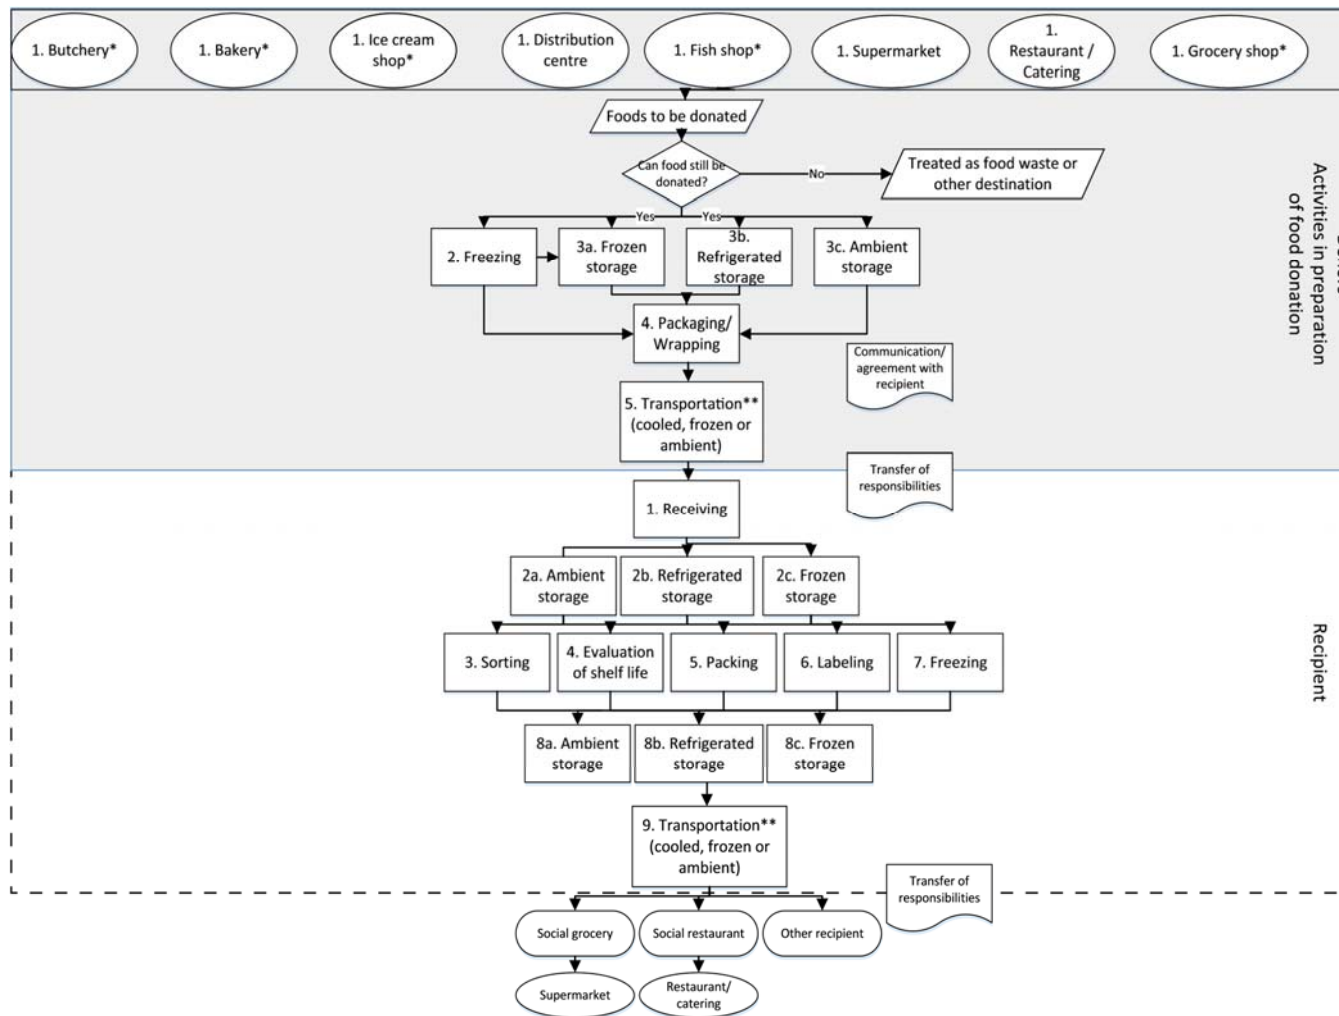 1. Butchery*
1. Bakery*
1. Ice cream
shop*
1. Distribution
centre
1. Fish shop*
1. Supermarket
1.
Restaurant /
Catering
1. Grocery shop*
Foods to be donated
Can food still be
donated?
No
Treated as food waste or
other destination
Yes
Yes
2. Freezing
3a. Frozen
storage
3b.
Refrigerated
storage
3c. Ambient
storage
4. Packaging/
Wrapping
Communication/
agreement with
recipient
5. Transportation**
(cooled, frozen or
ambient)
Activities in preparation
of food donation
Transfer of
responsibilities
1. Receiving
2a. Ambient
storage
2b. Refrigerated
storage
2c. Frozen
storage
3. Sorting
4. Evaluation
of shelf life
5. Packing
6. Labeling
7. Freezing
Recipient
8a. Ambient
storage
8b. Refrigerated
storage
8c. Frozen
storage
9. Transportation**
(cooled, frozen or
ambient)
Transfer of
responsibilities
Social grocery
Social restaurant
Other recipient
Supermarket
Restaurant/
catering